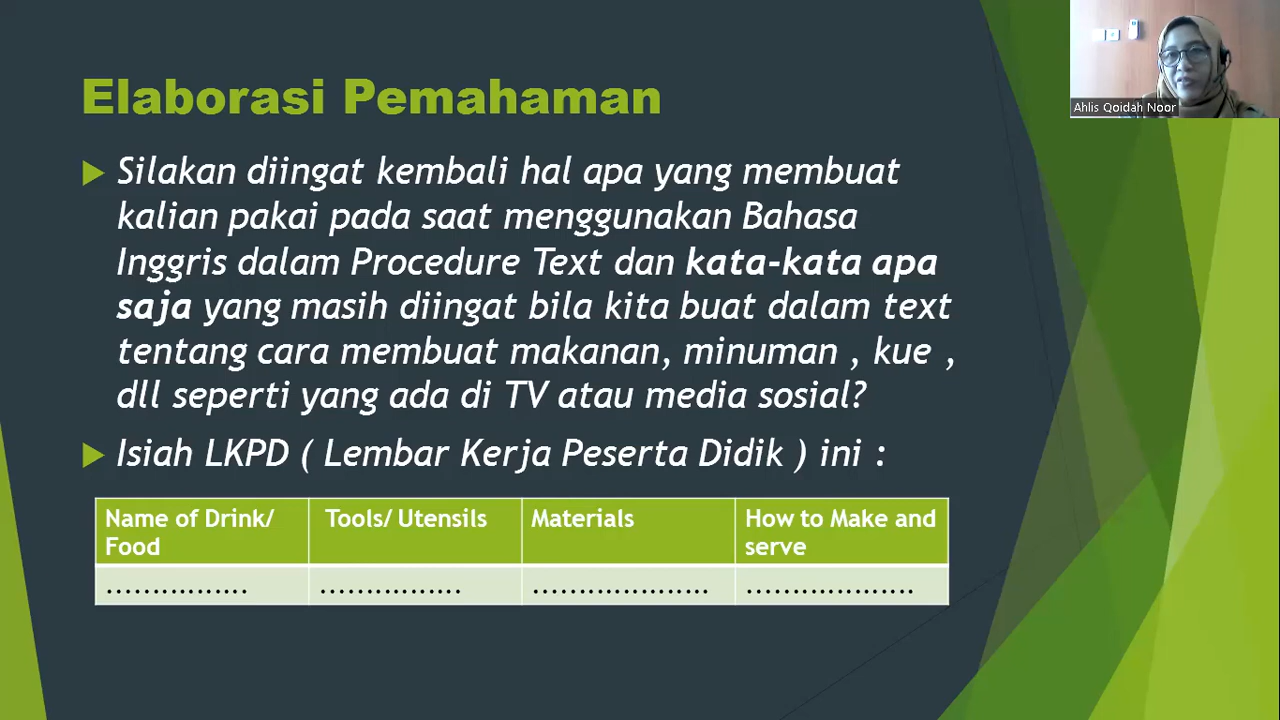 Elaborasi Pemahaman
Ahlis Qoidah Noor
Silakan diingat kembali hal apa yang membuat
kalian pakai pada saat menggunakan Bahasa
Inggris dalam Procedure Text dan kata-kata apa
saja yang masih diingat bila kita buat dalam text
tentang cara membuat makanan, minuman , kue ,
dll seperti yang ada di TV atau media sosial?
Isiah LKPD ( Lembar Kerja Peserta Didik ) ini :
Name of Drink/
Food
Tools/ Utensils
Materials
How to Make and
serve
................ ................ .................... ...................